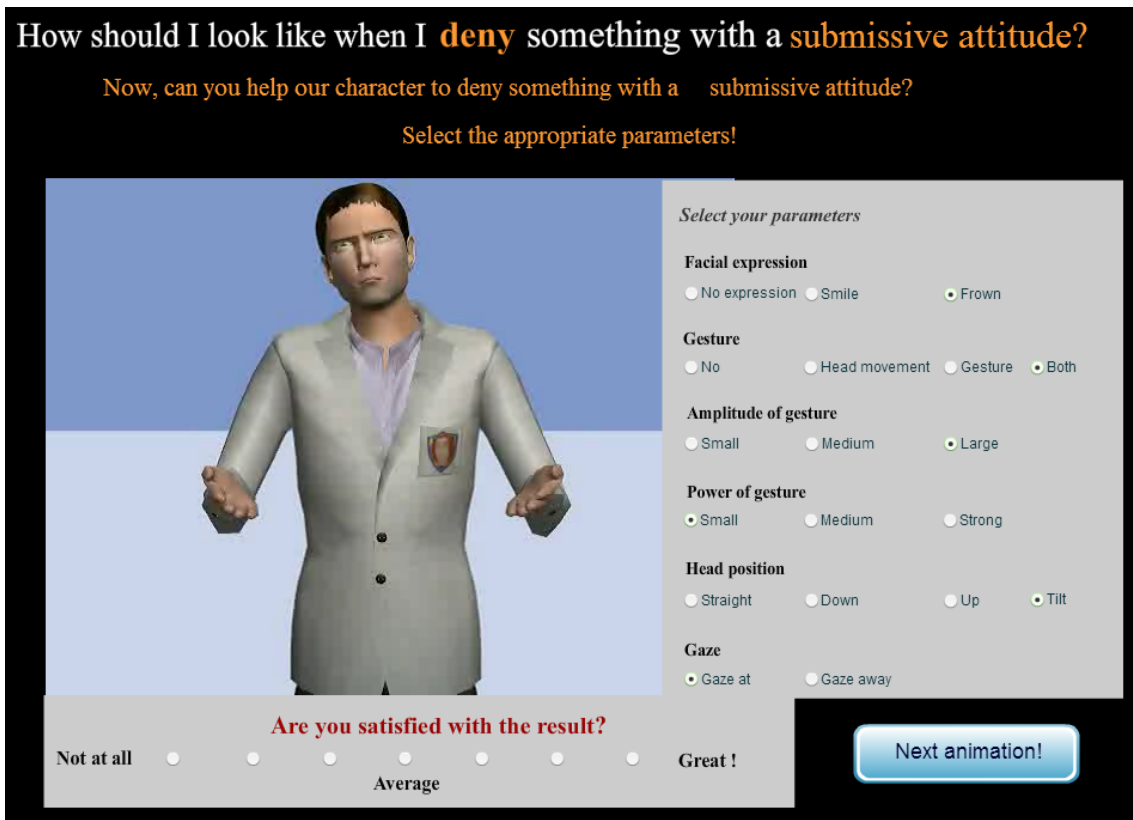 How should I look like when I deny something with a submissive attitude?
Now, can you help our character to deny something with a submissive attitude?
Select the appropriate parameters!
Select your parameters
Facial expression
No expression Smile Frown
Gesture
No Head movement Gesture Both
Amplitude of gesture
Small Medium Large
Power of gesture
Small Medium Strong
Head position
Straight Down Up Tilt
Gaze
Gaze at Gaze away
Are you satisfied with the result?
Not at all Great !
Average
Next animation!